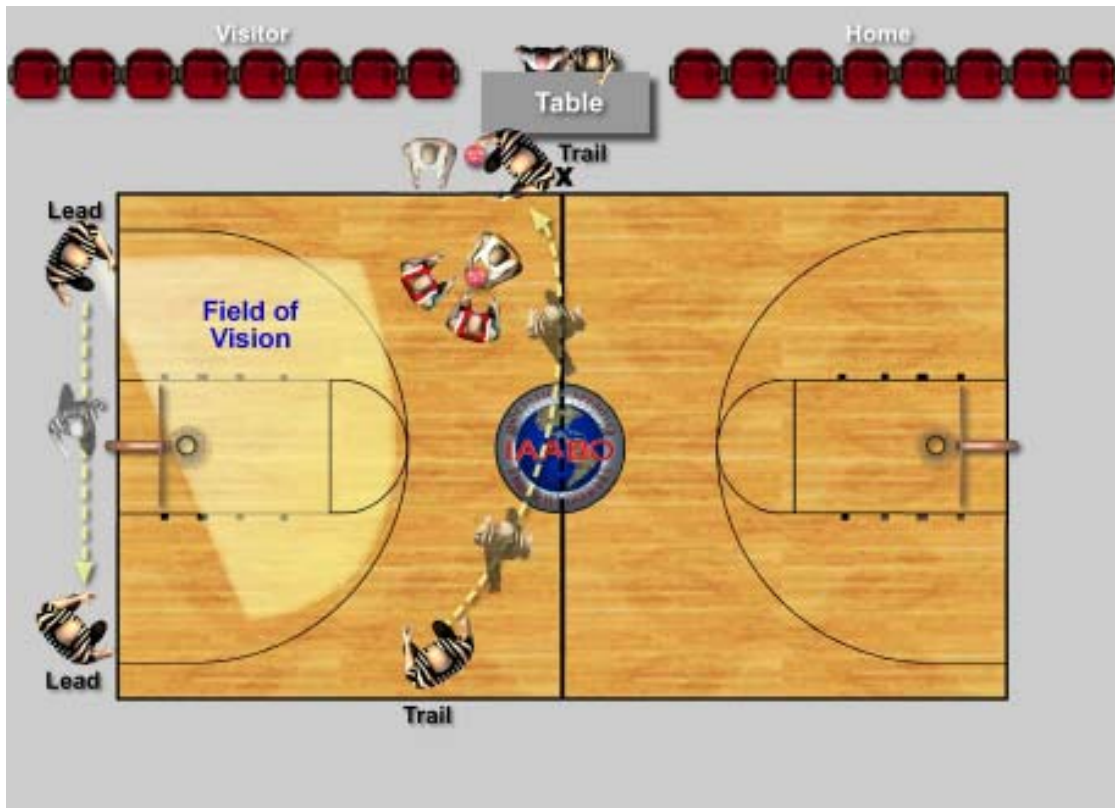 Visitor
Home
Table
Trail
X
Lead
Field of
Vision
IAABO
Lead
Trail